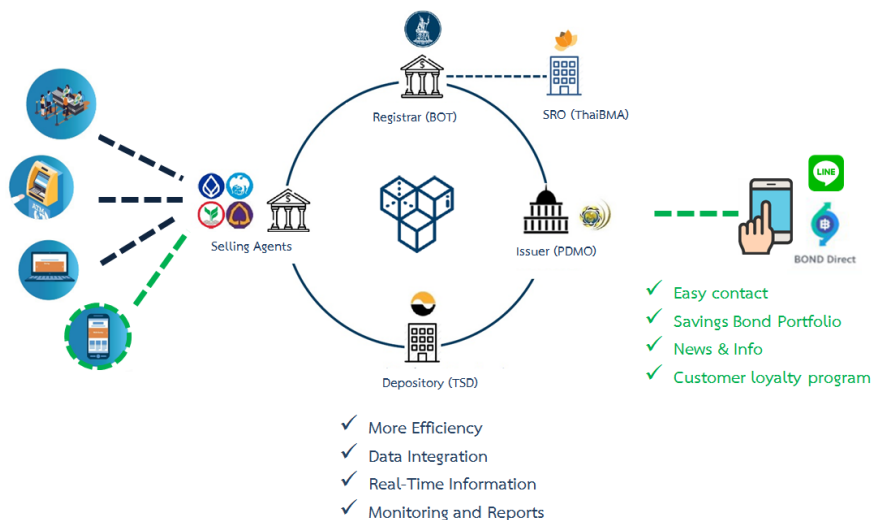 Registrar (BOT)
SRO (ThaiBMA)
LINE
Selling Agents
Issuer (PDMO)
BOND Direct
Easy contact
Savings Bond Portfolio
News & Info
Customer loyalty program
Depository (TSD)
More Efficiency
Data Integration
Real-Time Information
Monitoring and Reports